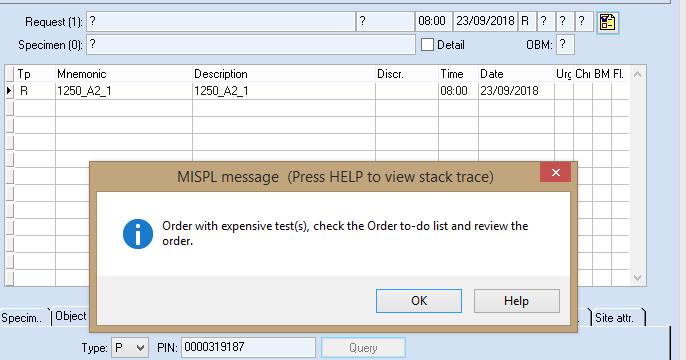 Request (1): ? ? 08:00 23/09/2018 R ? ? ?
Specimen (0): ? Detail OBM: ?
Tp Mnemonic Description Discr. Time Date Urg Chi BM Fl.
R 1250_A2_1 1250_A2_1 08:00 23/09/2018
MISPL message (Press HELP to view stack trace)
Order with expensive test(s), check the Order to-do list and review the
order.
OK Help
Specim.. Object Site attr.
Type: P PIN: 0000319187 Query